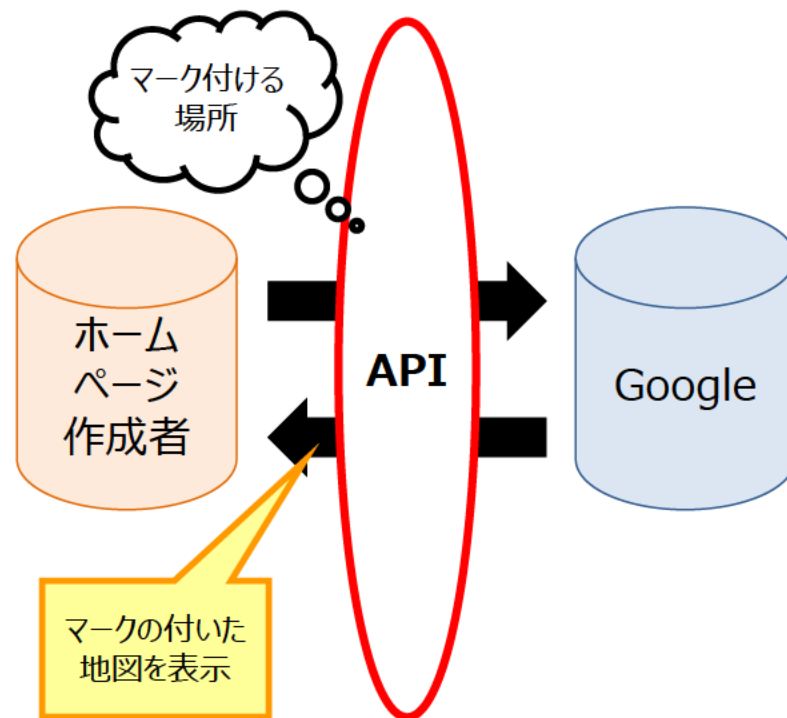 マーク付ける
場所
ホーム
ページ
作成者
API
Google
マークの付いた
地図を表示